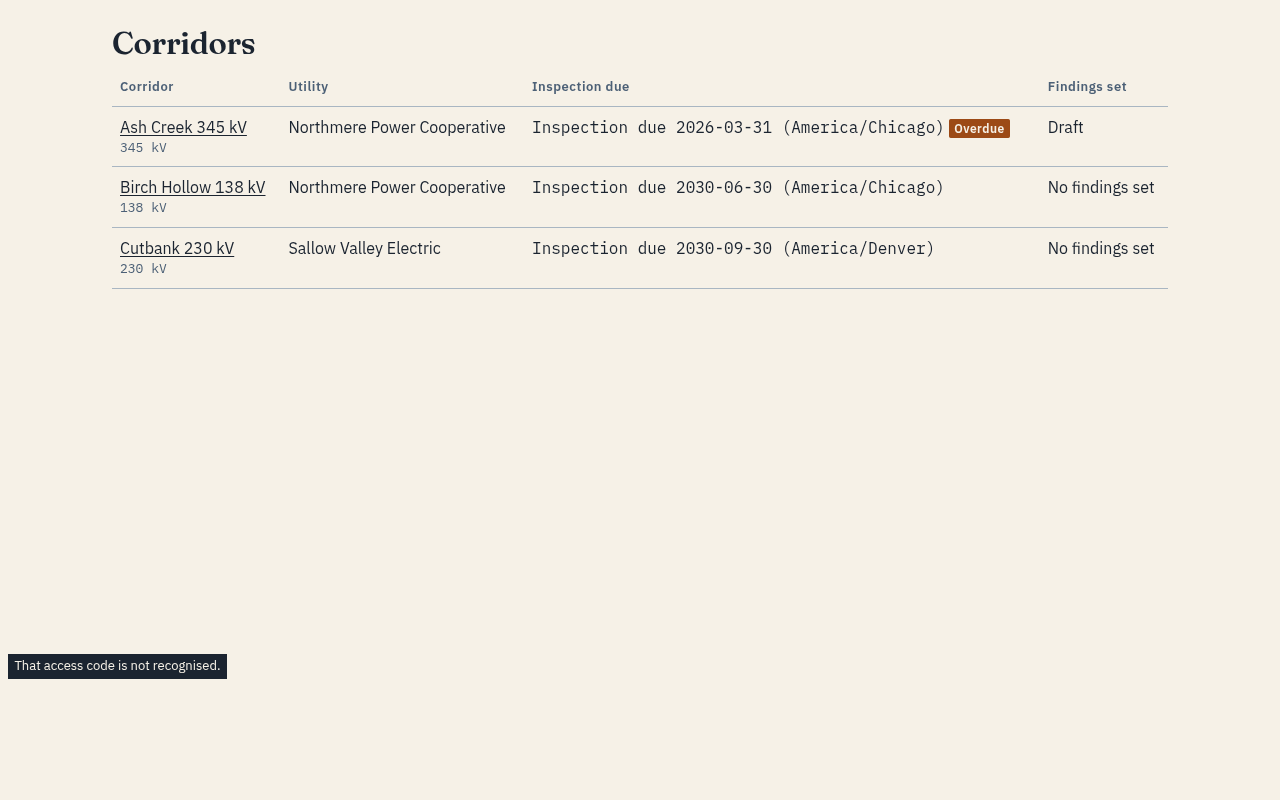 Corridors
Corridor Utility Inspection due Findings set
Ash Creek 345 kV Northmere Power Cooperative Inspection due 2026-03-31 (America/Chicago) Overdue Draft
345 kV
Birch Hollow 138 kV Northmere Power Cooperative Inspection due 2030-06-30 (America/Chicago) No findings set
138 kV
Cutbank 230 kV Sallow Valley Electric Inspection due 2030-09-30 (America/Denver) No findings set
230 kV
That access code is not recognised.